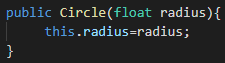 public Circle(float radius){
    this.radius=radius;
}